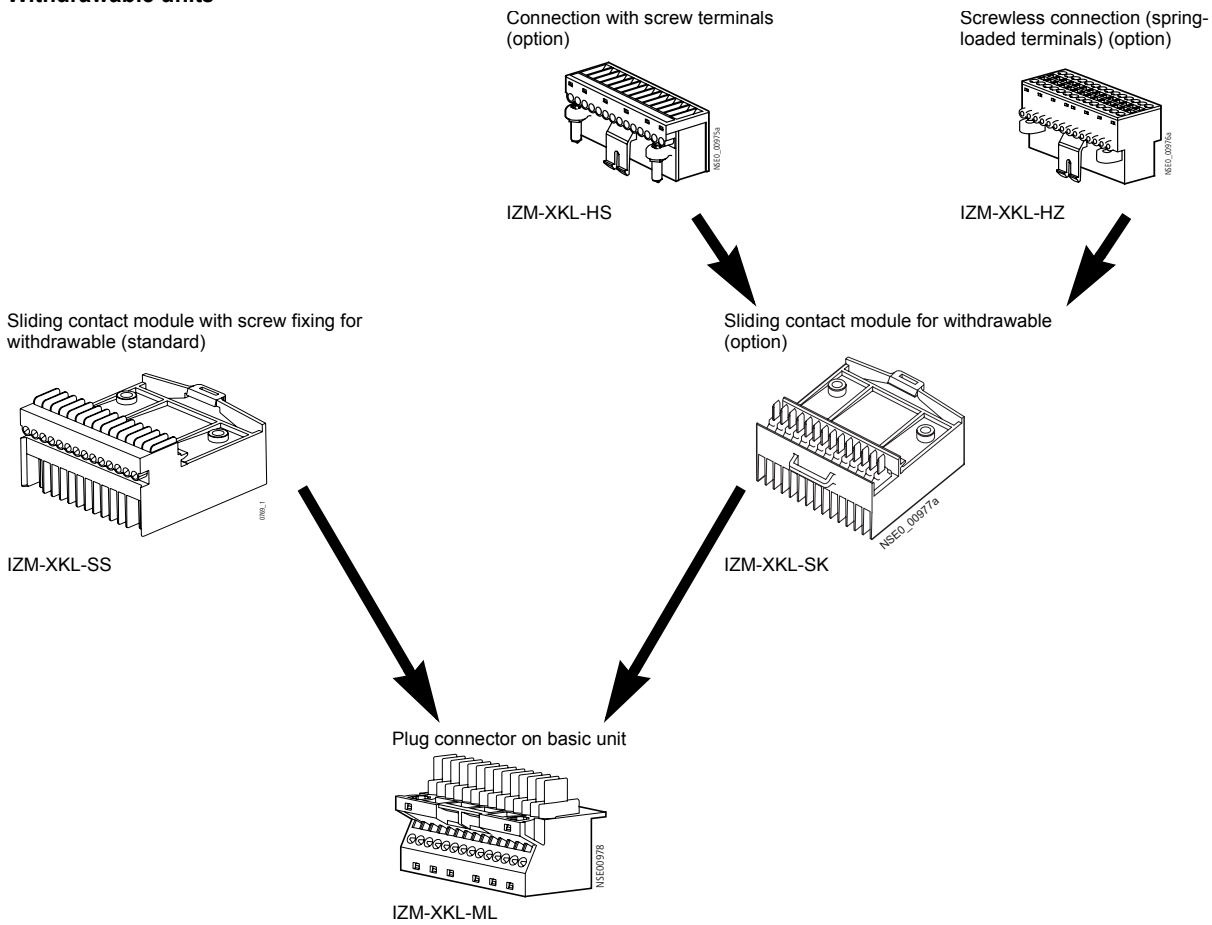 Withdrawable units
Connection with screw terminals
(option)
Screwless connection (spring-
loaded terminals) (option)
NSE0_00975a
NSE0_00976a
IZM-XKL-HS
IZM-XKL-HZ
Sliding contact module with screw fixing for
withdrawable (standard)
Sliding contact module for withdrawable
(option)
0769_1
NSE0_00977a
IZM-XKL-SS
IZM-XKL-SK
Plug connector on basic unit
NSE00978
IZM-XKL-ML